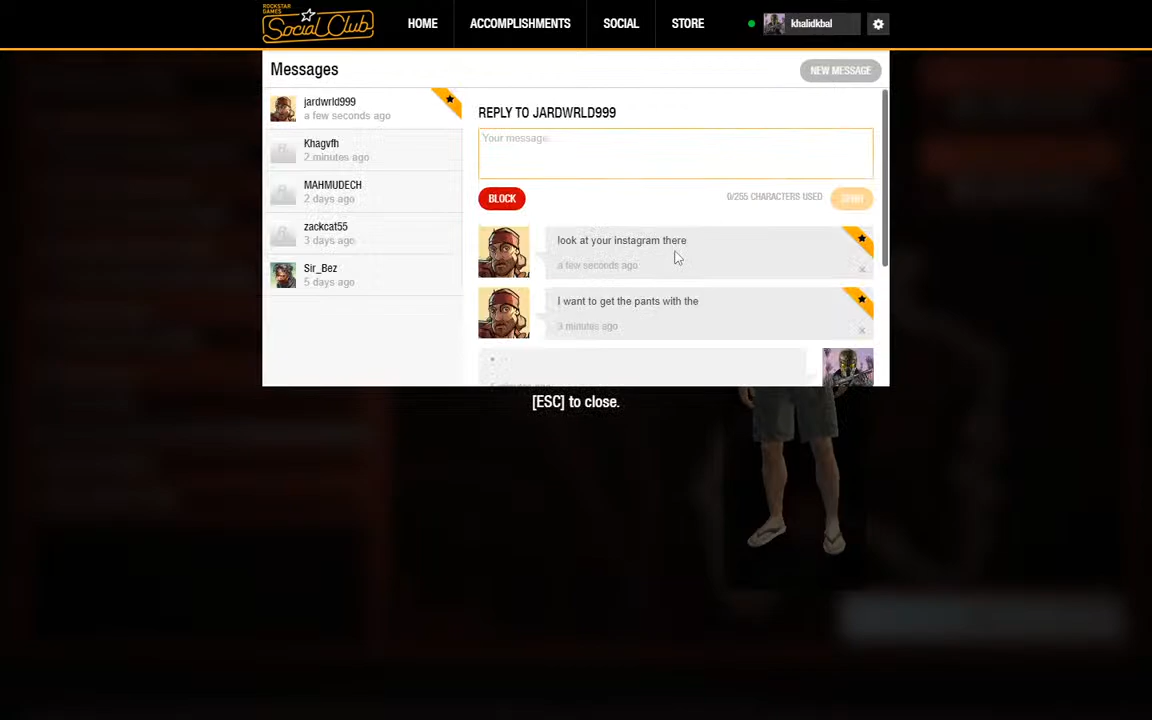 ROCKSTAR
GAMES
Social Club
HOME
ACCOMPLISHMENTS
SOCIAL
STORE
khalidkbal
Messages
NEW MESSAGE
jardwrld999
a few seconds ago
Khagvfh
2 minutes ago
MAHMUDECH
2 days ago
zackcat55
3 days ago
Sir_Bez
5 days ago
REPLY TO JARDWRLD999
Your message...
BLOCK
0/255 CHARACTERS USED
SEND
look at your instagram there
a few seconds ago
I want to get the pants with the
3 minutes ago
[ESC] to close.